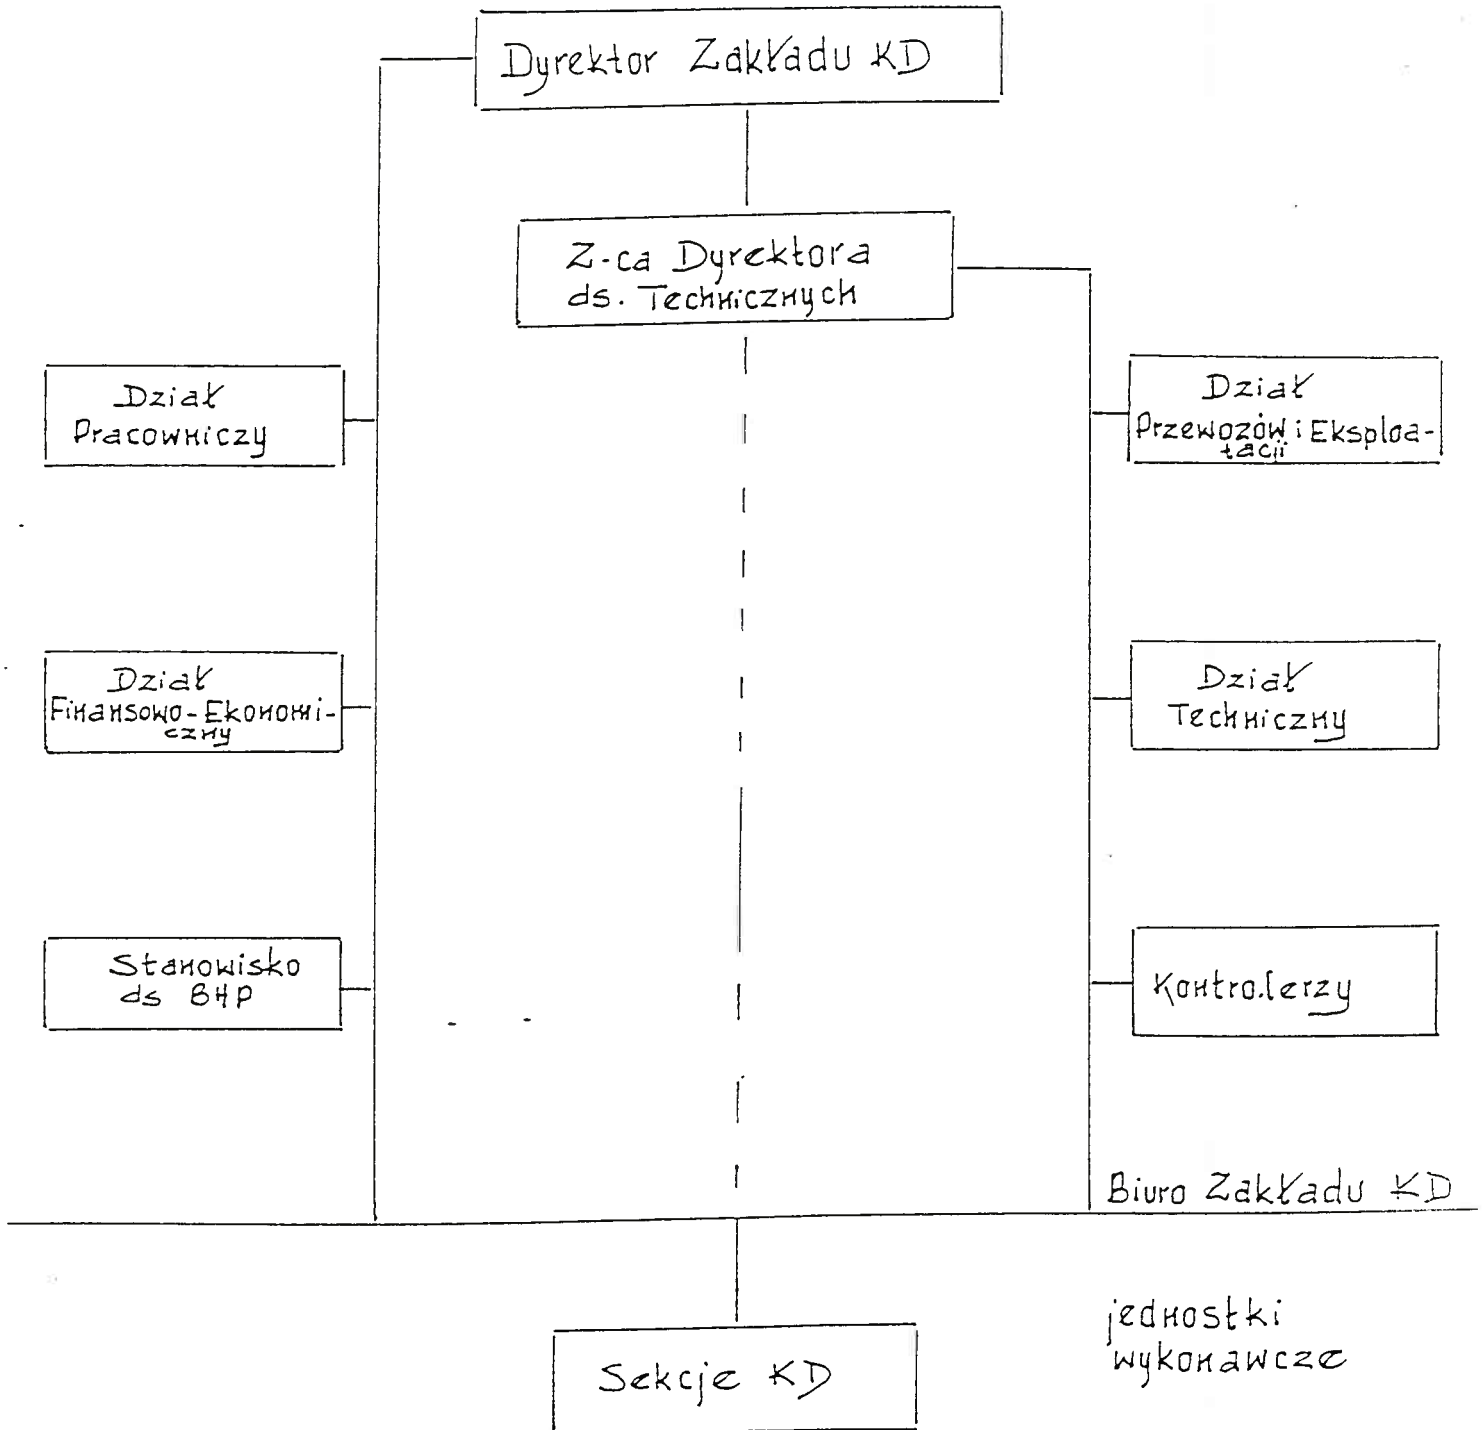 Dyrektor Zakładu KD
Z-ca Dyrektora
ds. Technicznych
Dział
Pracowniczy
Dział
Przewozów i Eksploa-
tacji
Dział
Finansowo-Ekonomi-
czny
Dział
Techniczny
Stanowisko
ds BHP
Kontrolerzy
Biuro Zakładu KD
jednostki
wykonawcze
Sekcje KD